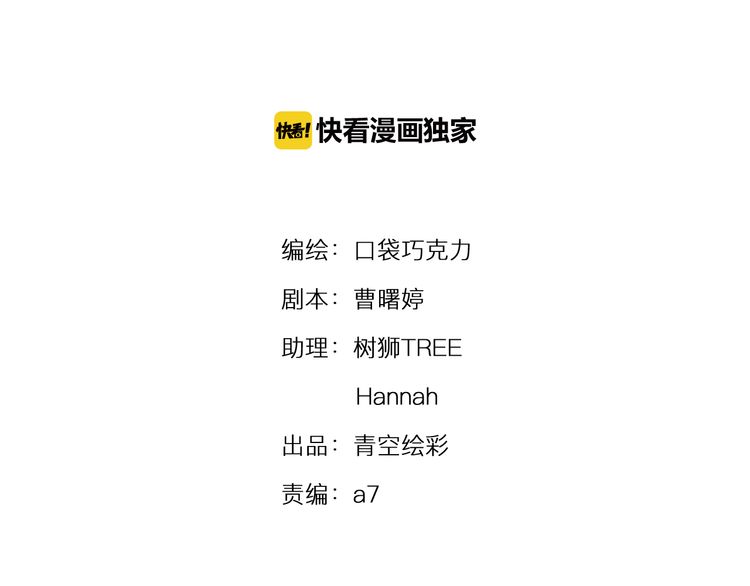 快看! 快看漫画独家
编绘：口袋巧克力
剧本：曹曙婷
助理：树狮TREE
Hannah
出品：青空绘彩
责编：a7